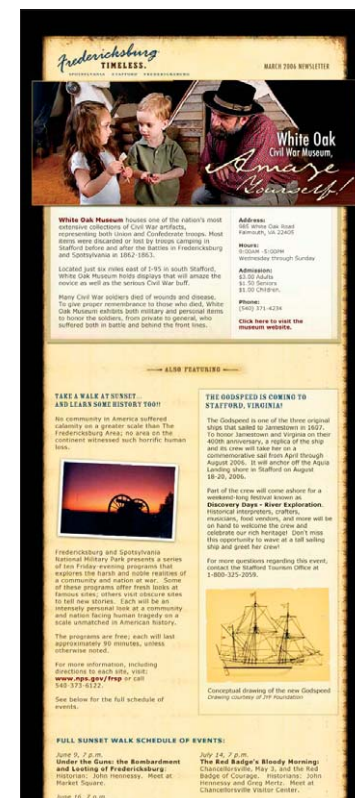 Fredericksburg
TIMELESS.
SPOTSYLVANIA STAFFORD FREDERICKSBURG
MARCH 2006 NEWSLETTER
White Oak
Civil War Museum,
Amaze
Yourself!
White Oak Museum houses one of the nation's most
extensive collections of Civil War artifacts,
representing both Union and Confederate troops. Most
items were discarded or lost by troops camping in
Stafford before and after the battles in Fredericksburg
and Spotsylvania in 1862-1863.
Located just six miles east of I-95 in south Stafford,
White Oak Museum holds displays that will amaze the
novice as well as the serious Civil War buff.
Many Civil War soldiers died of wounds and disease.
To give proper remembrance to those who died, White
Oak Museum exhibits both military and personal items
to honor the soldiers, from private to general, who
suffered both in battle and behind the front lines.
Address:
985 White Oak Road
Falmouth, VA 22405
Hours:
9:00AM -5:00PM
Wednesday through Sunday
Admission:
$3.50 Adults
$1.50 Seniors
$1.00 Children.
Phone:
(540) 371-4234
Click here to visit the
museum website.
ALSO FEATURING
TAKE A WALK AT SUNSET...
AND LEARN SOME HISTORY TOO!!
No community in America suffered
calamity on a greater scale than The
Fredericksburg Area; no area on the
continent witnessed such horrific human
loss.
Fredericksburg and Spotsylvania
National Military Park presents a series
of ten Friday-evening programs that
explores the harsh and noble realities of
a community and nation at war. Some
of these programs offer fresh looks at
famous sites; others visit obscure sites
to tell new stories. Each will be an
intensely personal look at a community
and nation facing human tragedy on a
scale unmatched in American history.
The programs are free; each will last
approximately 90 minutes, unless
otherwise noted.
For more information, including
directions to each site, visit:
www.nps.gov/frsp or call
540-373-6122.
See below for the full schedule of
events.
THE GODSPEED IS COMING TO
STAFFORD, VIRGINIA!
The Godspeed is one of the three original
ships that sailed to Jamestown in 1607.
To honor Jamestown and Virginia on their
400th anniversary, a replica of the ship
and its crew will take her on a
commemorative sail from April through
August 2006. It will anchor off the Aquia
Landing shore in Stafford on August
18-20, 2006.
Part of the crew will come ashore for a
weekend-long festival known as
Discovery Days - River Exploration.
Historical interpreters, crafters,
musicians, food vendors, and more will be
on hand to welcome the crew and
celebrate our rich heritage! Don't miss
this opportunity to wave at a tall sailing
ship and greet her crew!
For more questions regarding this event,
contact the Stafford Tourism Office at
1-800-325-2059.
Conceptual drawing of the new Godspeed
Drawing courtesy of JYF Foundation
FULL SUNSET WALK SCHEDULE OF EVENTS:
June 9, 7 p.m.
Under the Guns: the Bombardment
and Looting of Fredericksburg:
Historian: John Hennessy. Meet at
Market Square.
June 16, 7 p.m.
July 14, 7 p.m.
The Red Badge's Bloody Morning:
Chancellorsville, May 3, and the Red
Badge of Courage. Historians: John
Hennessy and Greg Mertz. Meet at
Chancellorsville Visitor Center.